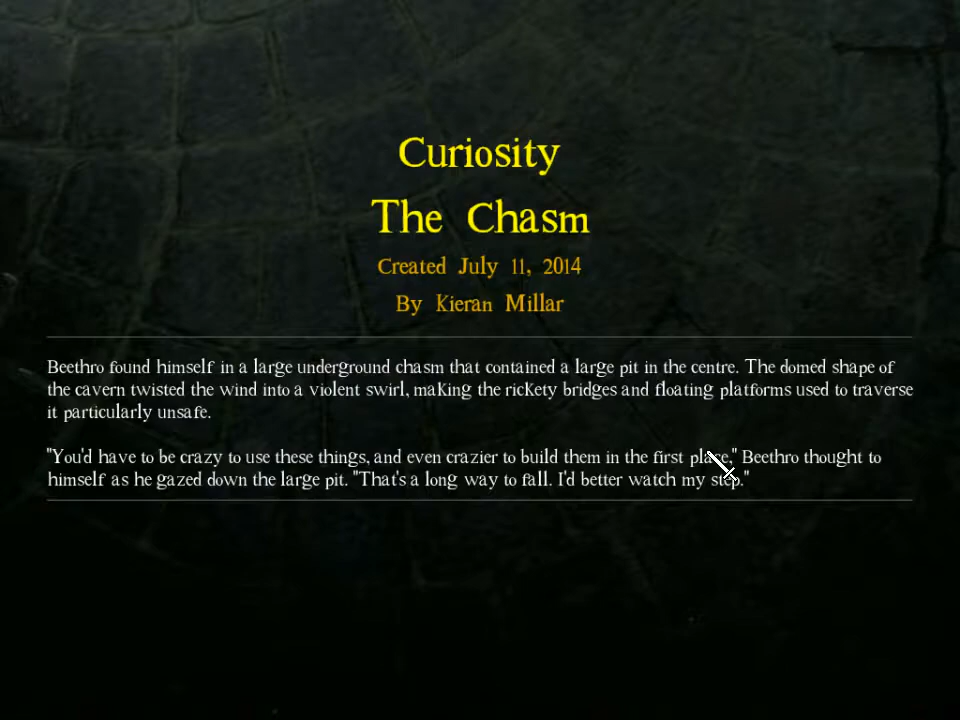 Curiosity
The Chasm
Created July 11, 2014
By Kieran Millar
Beethro found himself in a large underground chasm that contained a large pit in the centre. The domed shape of
the cavern twisted the wind into a violent swirl, making the rickety bridges and floating platforms used to traverse
it particularly unsafe.
"You'd have to be crazy to use these things, and even crazier to build them in the first place," Beethro thought to
himself as he gazed down the large pit. "That's a long way to fall. I'd better watch my step."